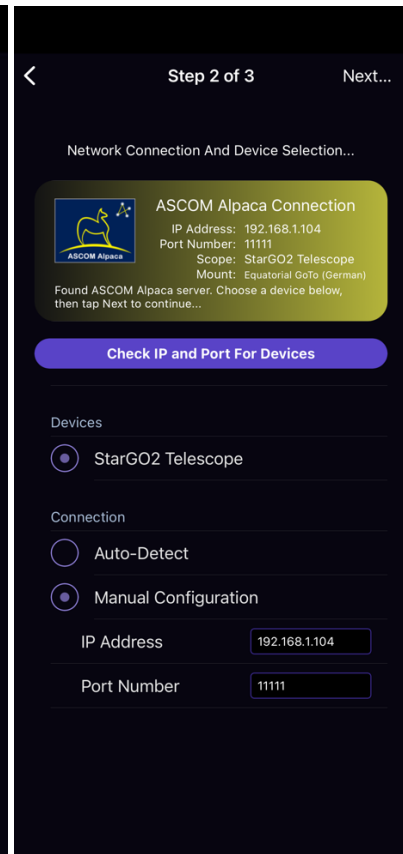 Step 2 of 3
Next...
Network Connection And Device Selection...
ASCOM Alpaca Connection
IP Address: 192.168.1.104
Port Number: 11111
Scope: StarGO2 Telescope
Mount: Equatorial GoTo (German)
ASCOM Alpaca
Found ASCOM Alpaca server. Choose a device below,
then tap Next to continue...
Check IP and Port For Devices
Devices
StarGO2 Telescope
Connection
Auto-Detect
Manual Configuration
IP Address 192.168.1.104
Port Number 11111